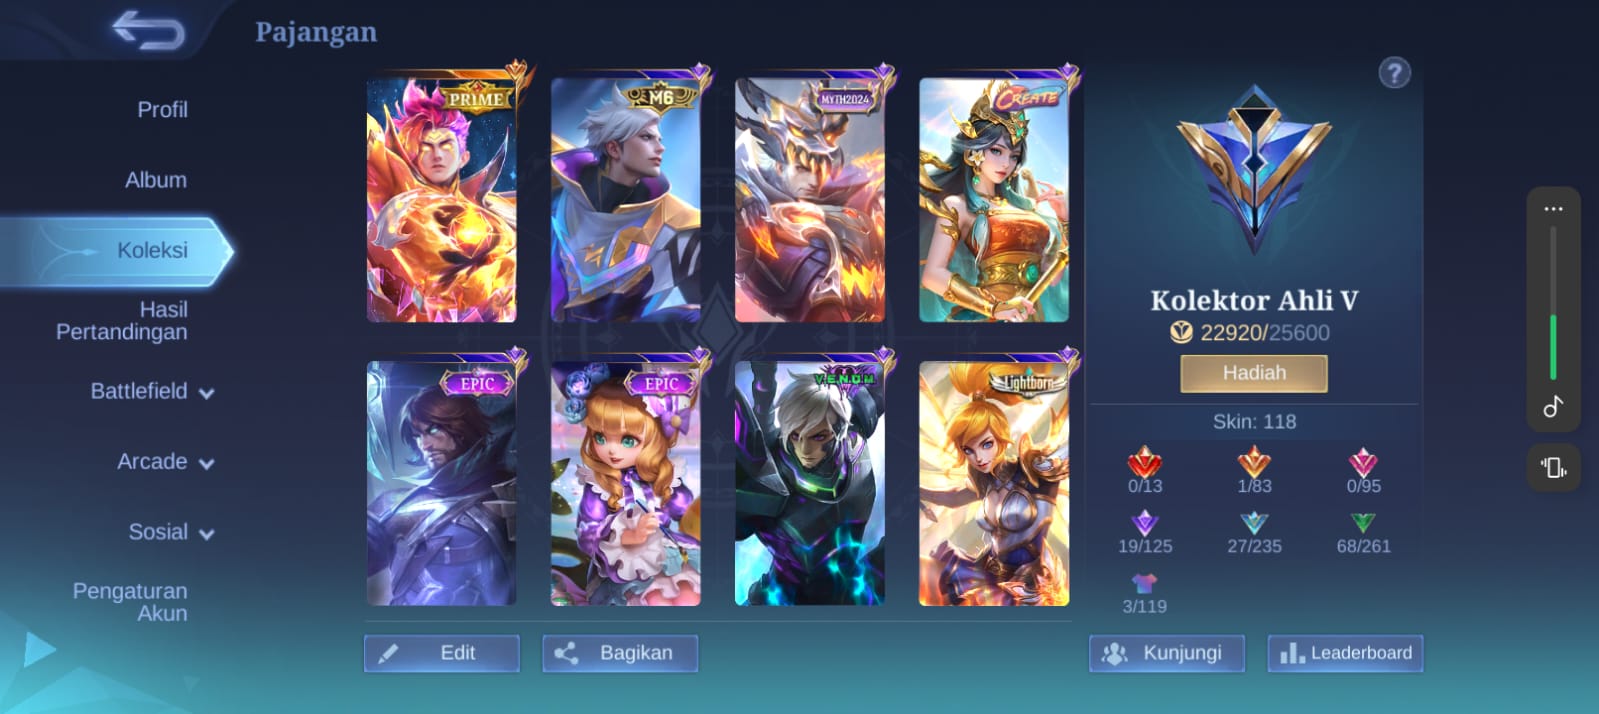 Pajangan
Profil
Album
Koleksi
Hasil
Pertandingan
Battlefield
Arcade
Sosial
Pengaturan
Akun
PRIME
M6
MYTH2024
CREATE
EPIC
EPIC
V.E.N.O.M.
Lightborn
Edit
Bagikan
?
Kolektor Ahli V
22920/25600
Hadiah
Skin: 118
0/13
1/83
0/95
19/125
27/235
68/261
3/119
Kunjungi
Leaderboard